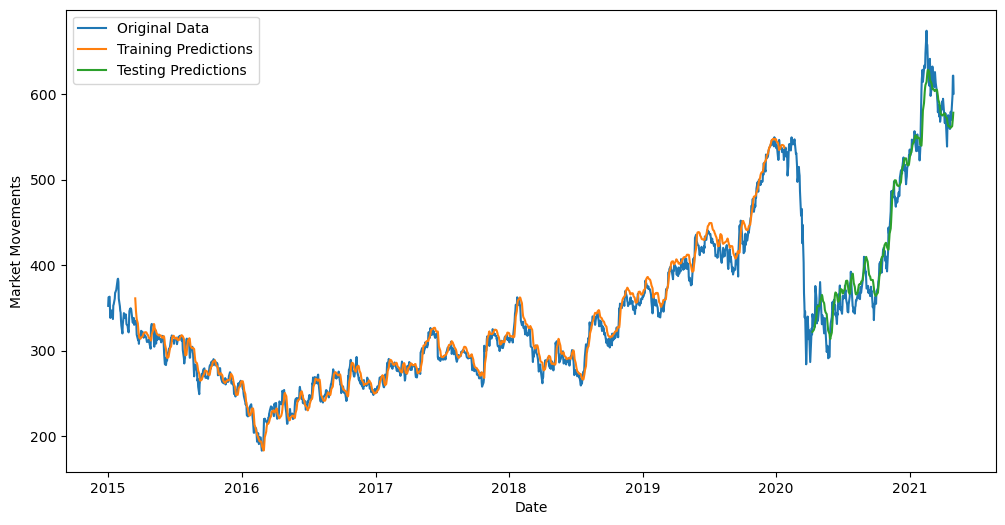 Original Data
Training Predictions
Testing Predictions
Market Movements
600
500
400
300
200
2015 2016 2017 2018 2019 2020 2021
Date